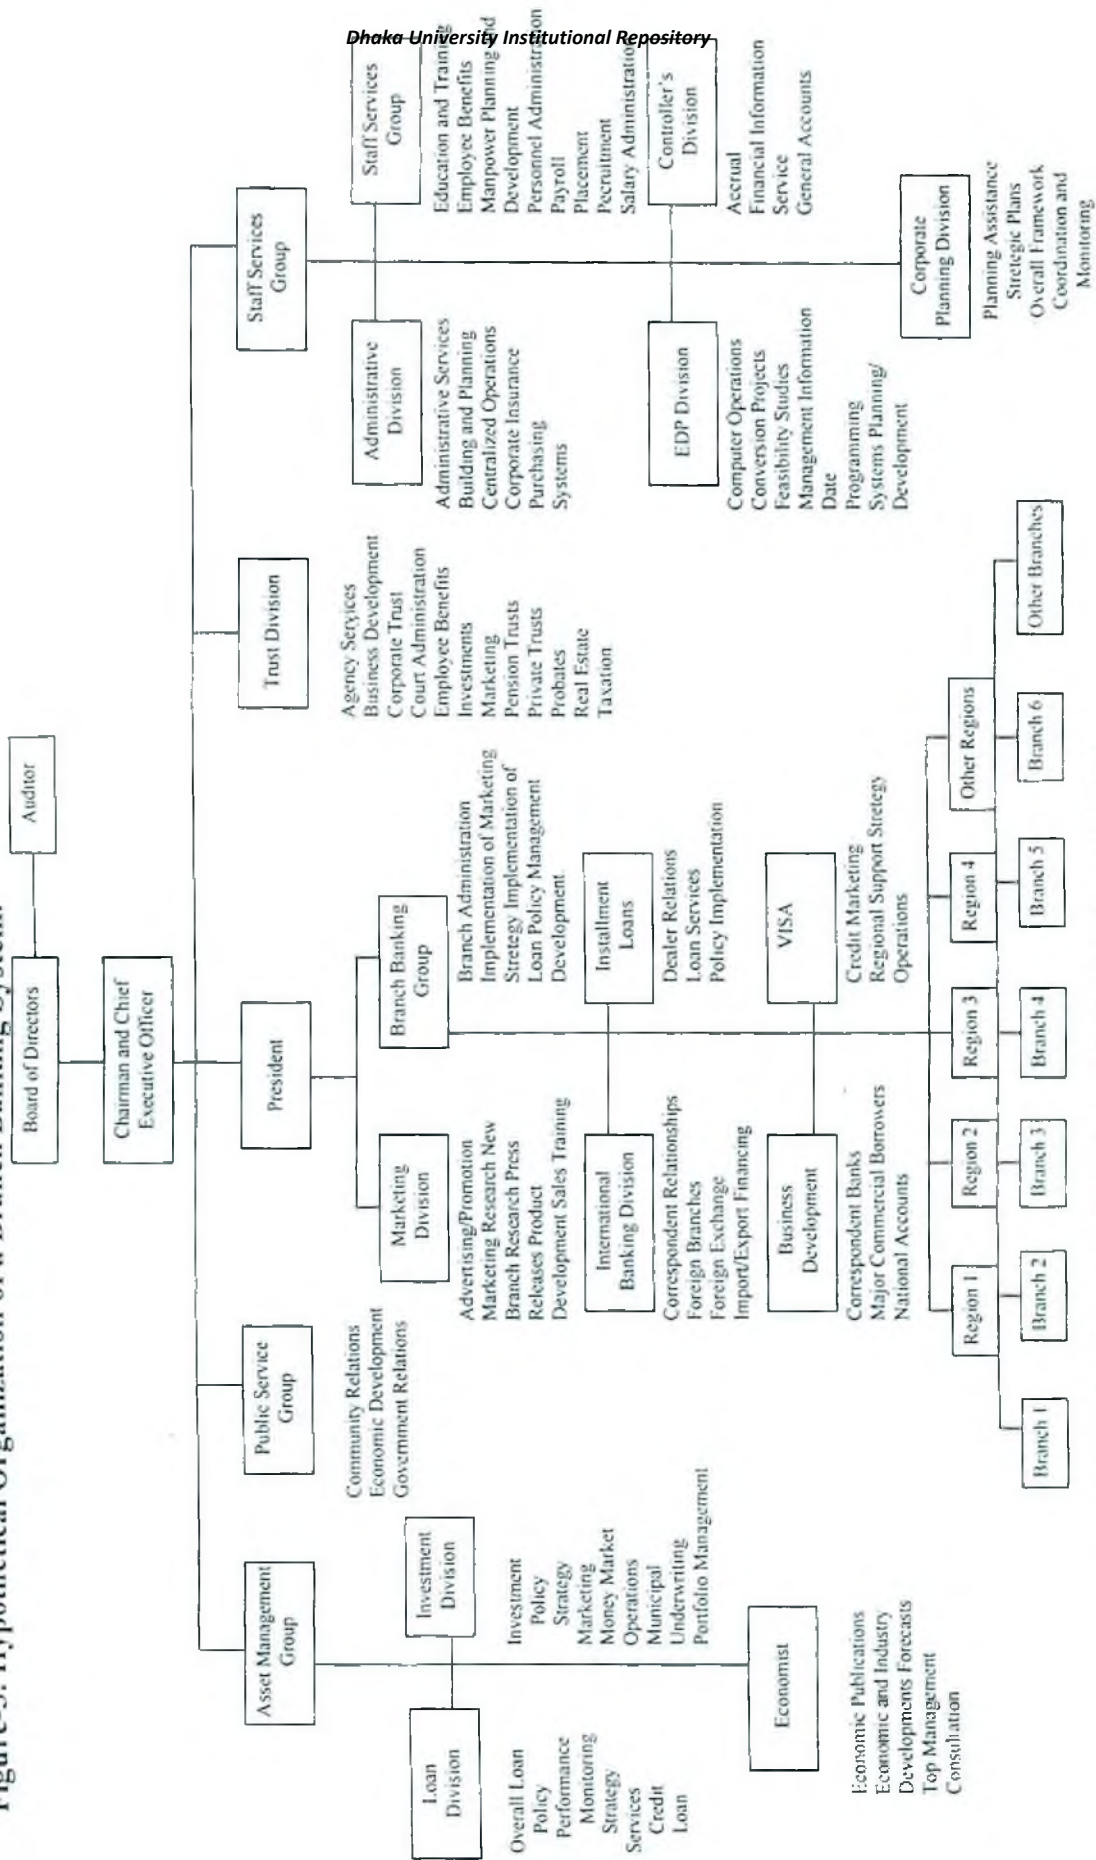 Dhaka University Institutional Repository
Figure-3: Hypothetical Organization of a Branch Banking System.
Board of Directors
Auditor
Chairman and Chief
Executive Officer
Asset Management
Group
Public Service
Group
President
Trust Division
Staff Services
Group
Loan
Division
Overall Loan
Policy
Performance
Monitoring
Strategy
Services
Credit
Loan
Investment
Division
Investment
Policy
Strategy
Marketing
Money Market
Operations
Municipal
Underwriting
Portfolio Management
Economist
Economic Publications
Economic and Industry
Developments Forecasts
Top Management
Consultation
Community Relations
Economic Development
Government Relations
Marketing
Division
Advertising/Promotion
Marketing Research New
Branch Research Press
Releases Product
Development Sales Training
Branch Banking
Group
Branch Administration
Implementation of Marketing
Stretegy Implementation of
Loan Policy Management
Development.
International
Banking Division
Correspondent Relationships
Foreign Branches
Foreign Exchange
Import/Export Financing
Installment
Loans
Dealer Relations
Loan Services
Policy Implementation
Business
Development
Correspondent Banks
Major Commercial Borrowers
National Accounts
VISA
Credit Marketing
Regional Support Stretegy
Operations
Region 1
Region 2
Region 3
Region 4
Other Regions
Branch 1
Branch 2
Branch 3
Branch 4
Branch 5
Branch 6
Other Branches
Agency Services
Business Development
Corporate Trust
Court Administration
Employee Benefits
Investments
Marketing
Pension Trusts
Private Trusts
Probates
Real Estate
Taxation
Administrative
Division
Administrative Services
Building and Planning
Centralized Operations
Corporate Insurance
Purchasing
Systems
Staff Services
Group
Education and Training
Employee Benefits
Manpower Planning and
Development
Personnel Administration
Payroll
Placement
Pecruitment
Salary Administration
EDP Division
Computer Operations
Conversion Projects
Feasibility Studies
Management Information
Date
Programming
Systems Planning/
Development
Controller's
Division
Accrual
Financial Information
Service
General Accounts
Corporate
Planning Division
Planning Assistance
Stretegic Plans
Overall Framework
Coordination and
Monitoring